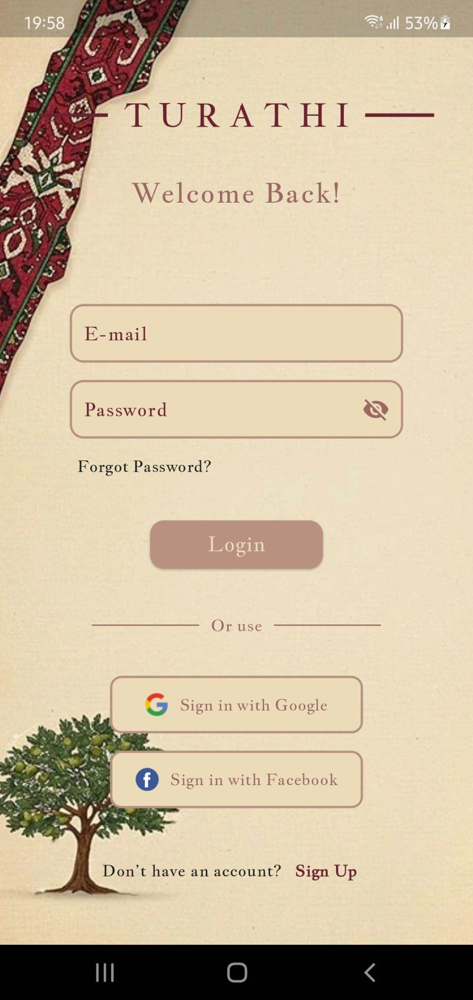 19:58
53%
TURATHI
Welcome Back!
E-mail
Password
Forgot Password?
Login
Or use
Sign in with Google
Sign in with Facebook
Don't have an account? Sign Up